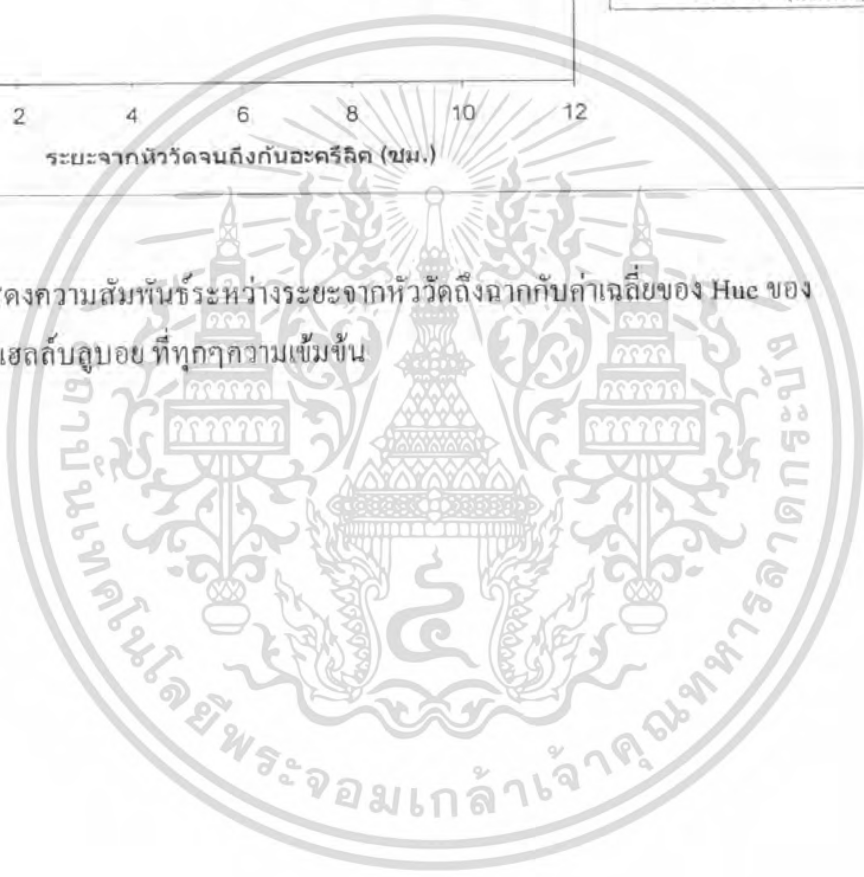 2 4 6 8 10 12
ระยะจากหัววัดจนถึงก้นอะคริลิค (ซม.)
ดงความสัมพันธ์ระหว่างระยะจากหัววัดถึงฉากกับค่าเฉลี่ยของ Hue ของ
เฮลล์บลูบอย ที่ทุกๆความเข้มข้น
สถาบันเทคโนโลยีพระจอมเกล้าเจ้าคุณทหารลาดกระบัง